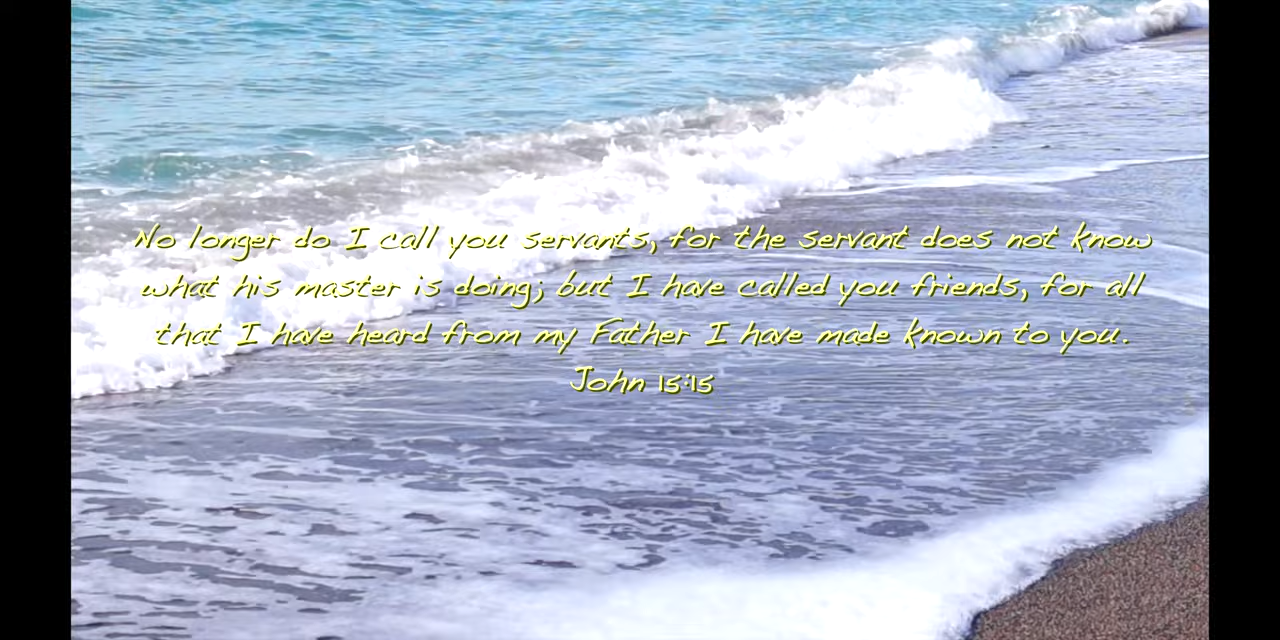 No longer do I call you servants, for the servant does not know
what his master is doing; but I have called you friends, for all
that I have heard from my Father I have made known to you.
John 15:15